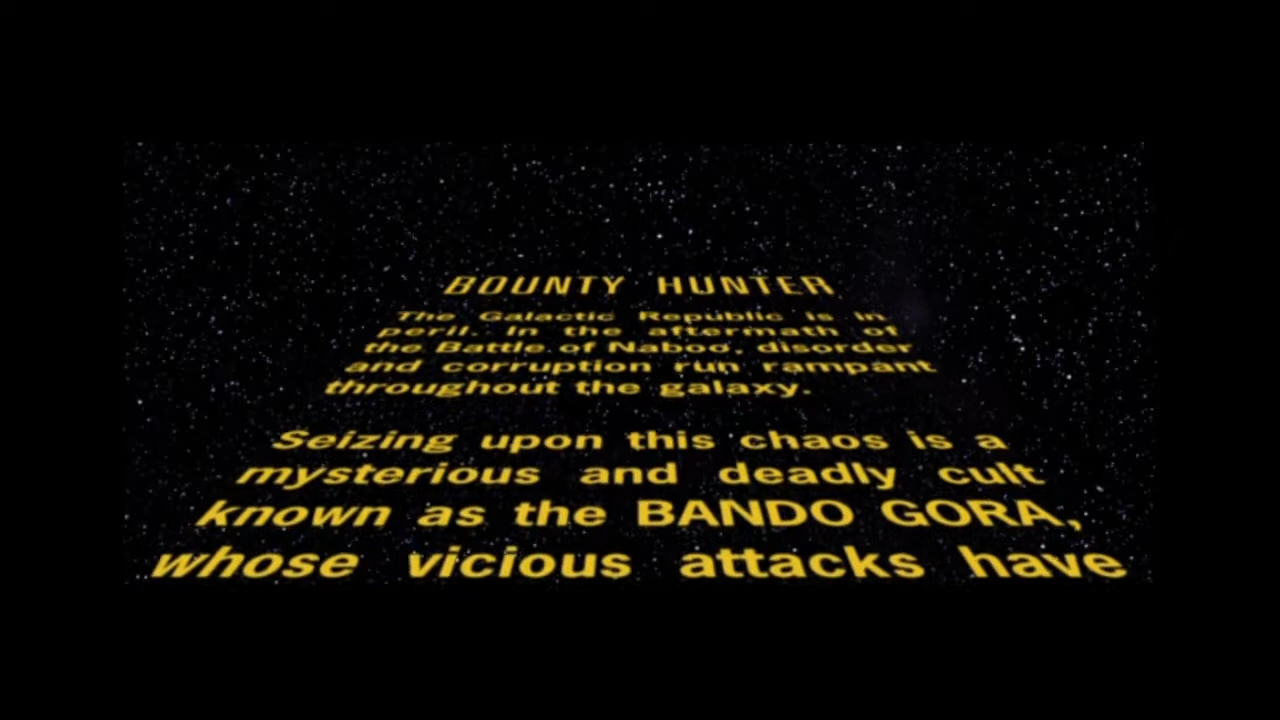 BOUNTY HUNTER
The Galactic Republic is in
peril. In the aftermath of
the Battle of Naboo, disorder
and corruption run rampant
throughout the galaxy.
Seizing upon this chaos is a
mysterious and deadly cult
known as the BANDO GORA,
whose vicious attacks have